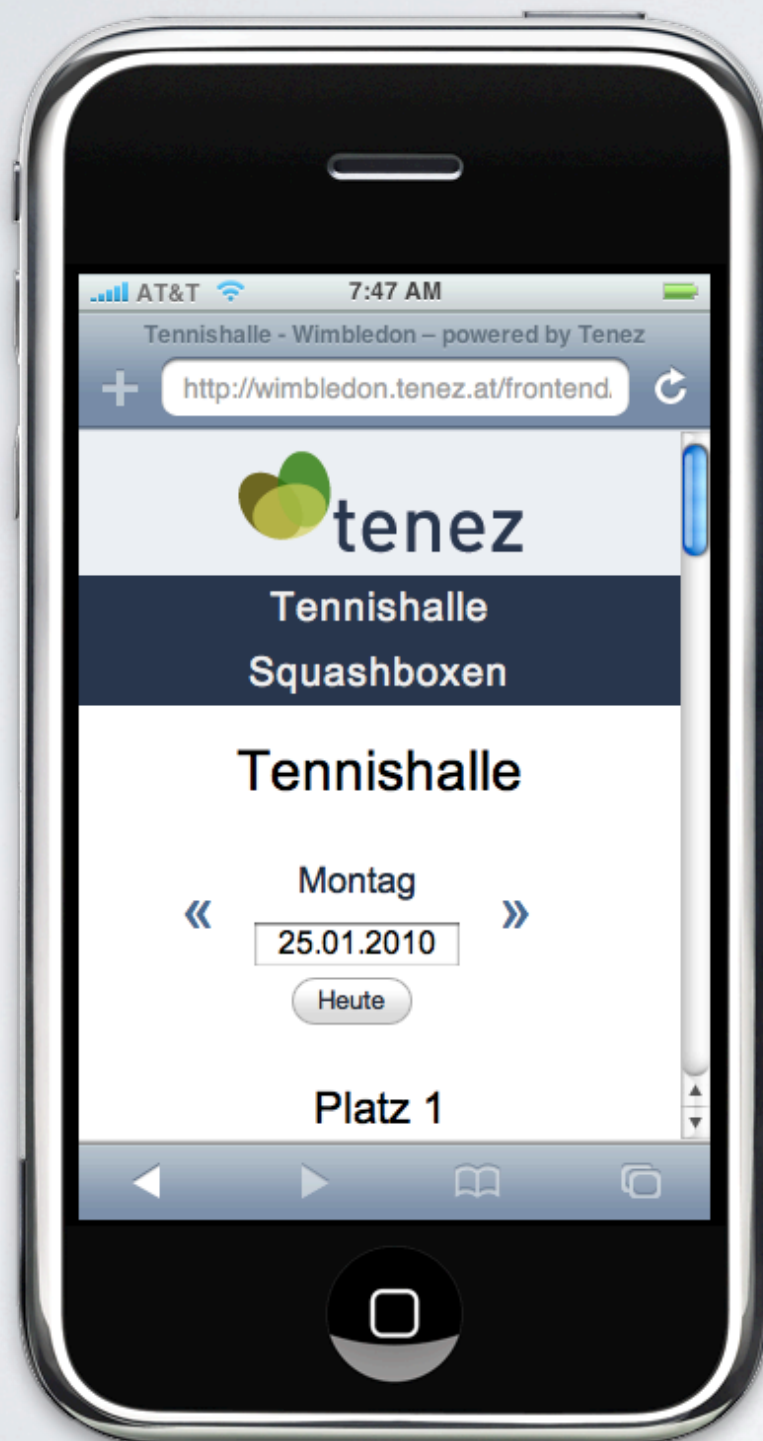 AT&T 7:47 AM
Tennishalle - Wimbledon – powered by Tenez
http://wimbledon.tenez.at/frontend.
tenez
Tennishalle
Squashboxen
Tennishalle
Montag
« »
25.01.2010
Heute
Platz 1